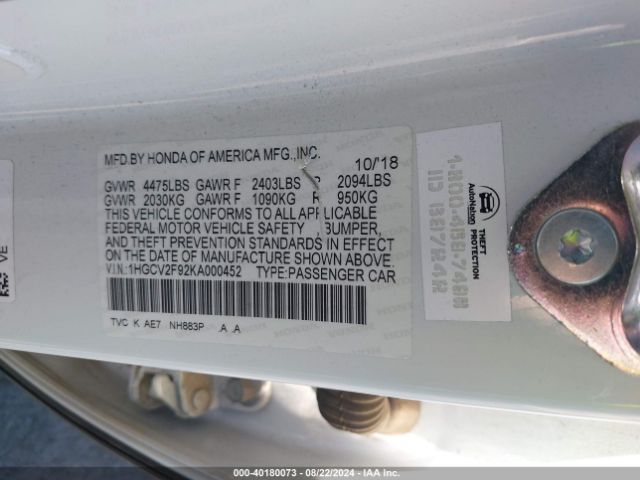 MFD.BY HONDA OF AMERICA MFG.,INC. 10/'18
GVWR 4475LBS GAWR F 2403LBS R 2094LBS
GVWR 2030KG GAWR F 1090KG R 950KG
THIS VEHICLE CONFORMS TO ALL APPLICABLE
FEDERAL MOTOR VEHICLE SAFETY BUMPER,
AND THEFT PREVENTION STANDARDS IN EFFECT
ON THE DATE OF MANUFACTURE SHOWN ABOVE.
VIN:1HGCV2F92KA000452 TYPE:PASSENGER CAR
TVC K AE7 NH883P A A
VE
AutoNation
THEFT
PROTECTION
000-40180073 - 08/22/2024 - IAA Inc.